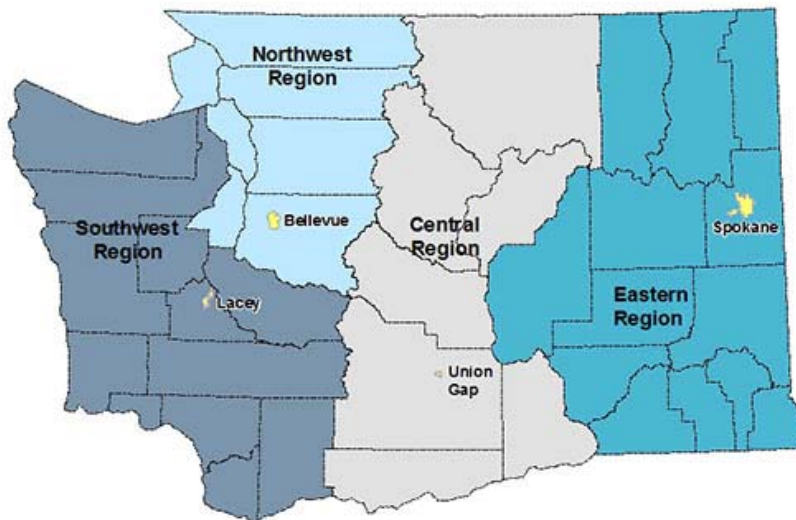 Northwest
Region
Southwest
Region
Bellevue
Central
Region
Spokane
Lacey
Eastern
Region
Union
Gap